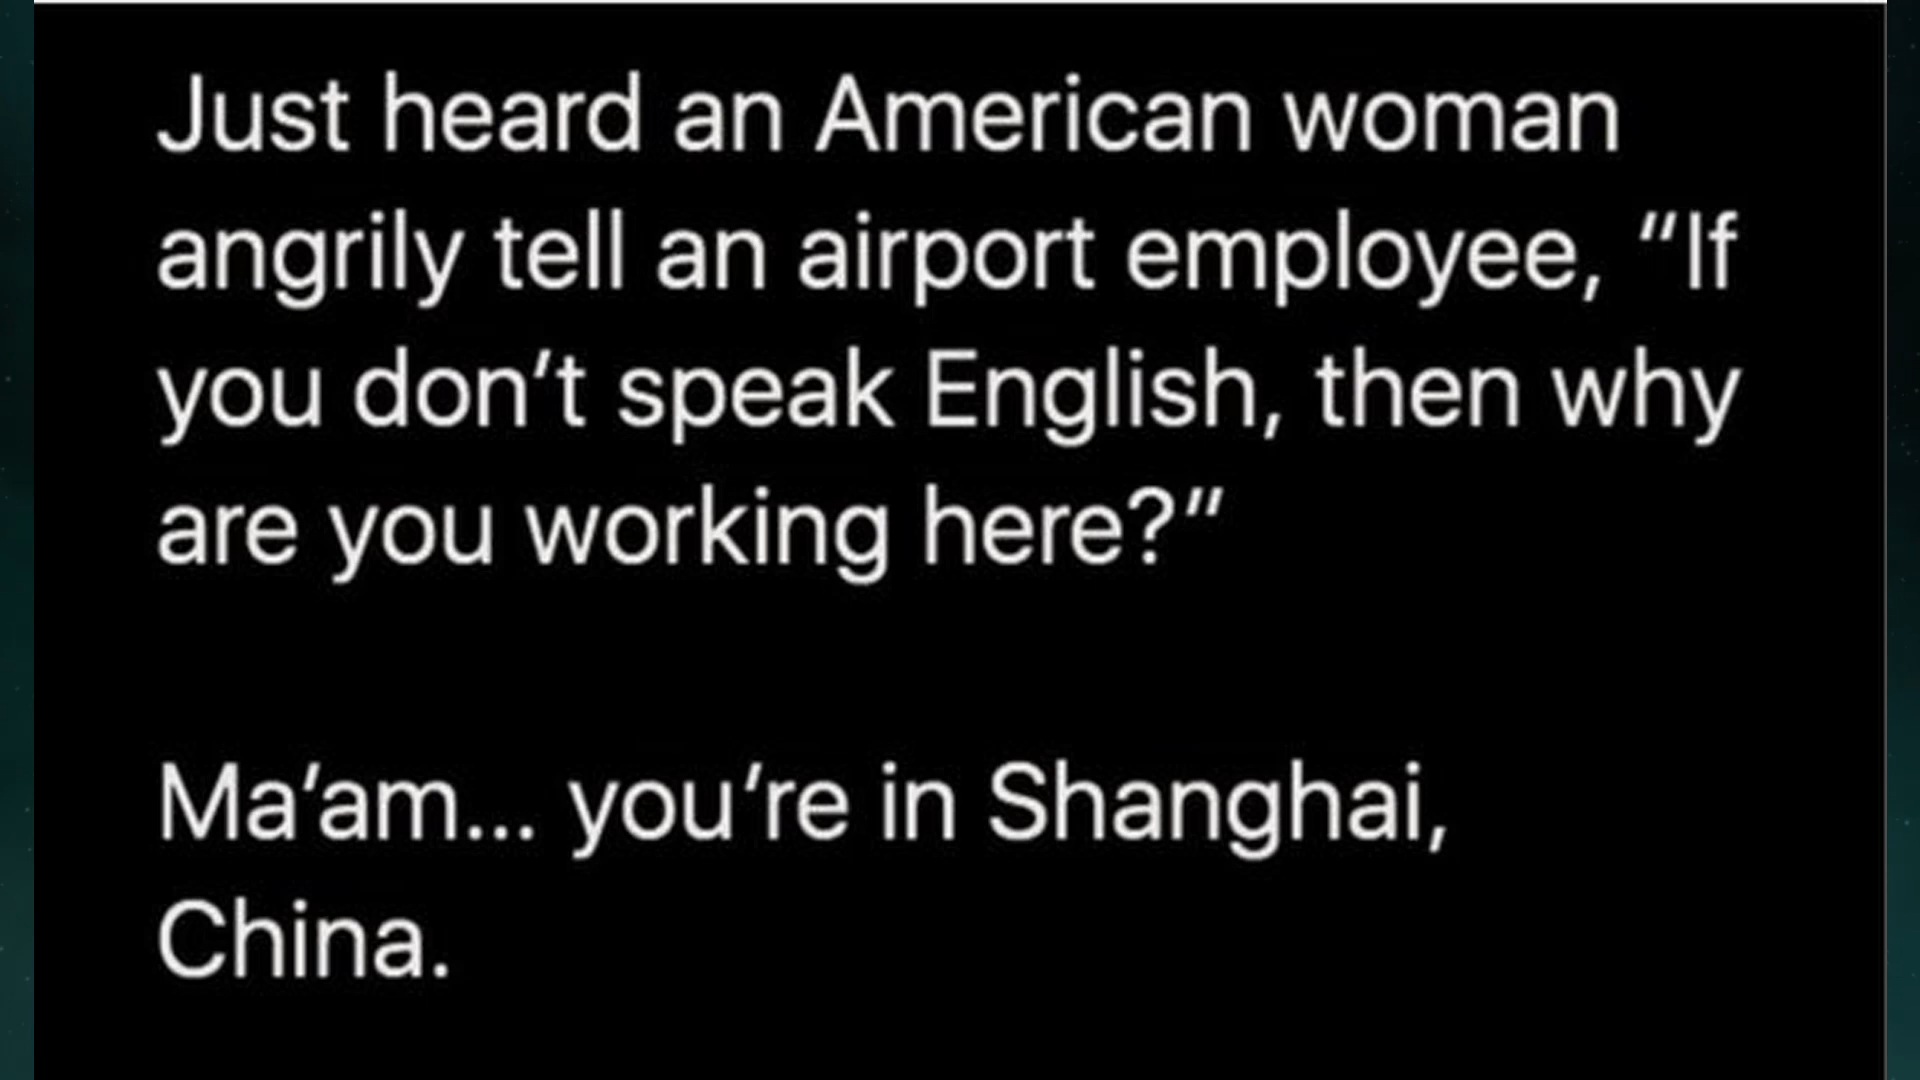 Just heard an American woman
angrily tell an airport employee, “If
you don’t speak English, then why
are you working here?”
Ma’am... you’re in Shanghai,
China.